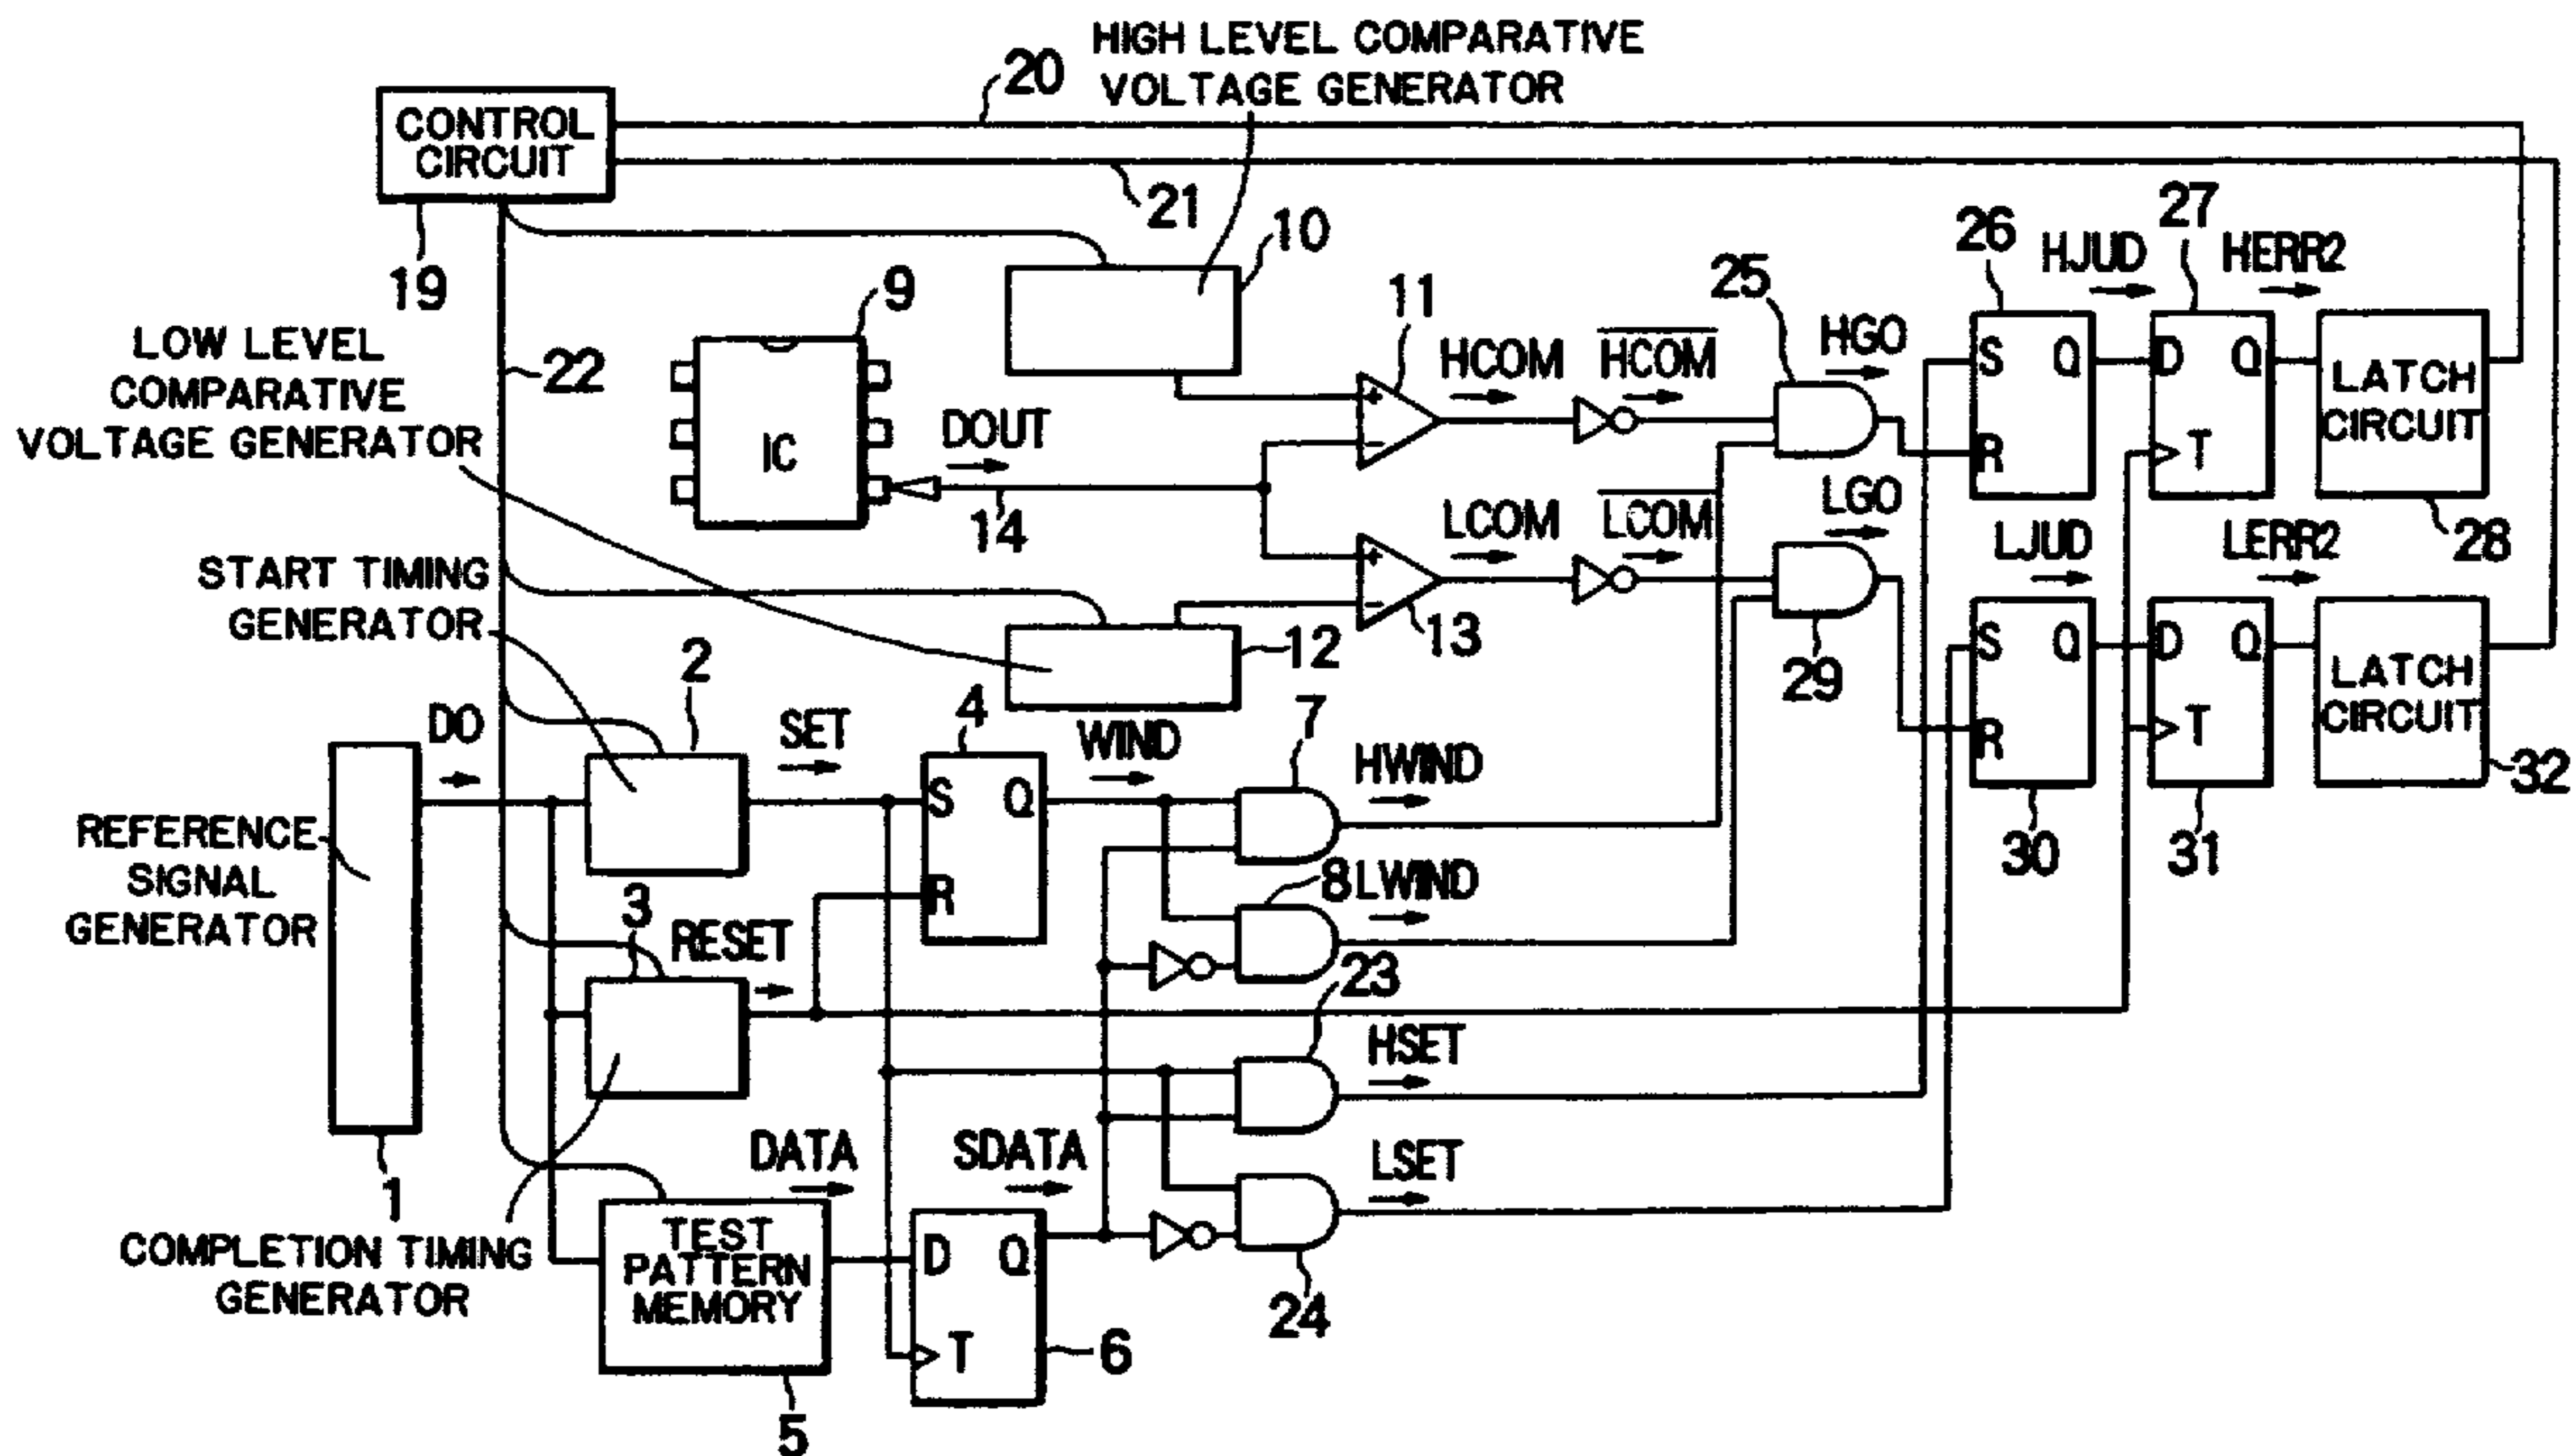 HIGH LEVEL COMPARATIVE
VOLTAGE GENERATOR
20
CONTROL
CIRCUIT
21
19
22
10
9
IC
DOUT
14
11
HCOM
HCOM
25
HGO
26
HJUD
27
HERR2
S
Q
R
D
Q
T
LATCH
CIRCUIT
28
LOW LEVEL
COMPARATIVE
VOLTAGE GENERATOR
+
-
+
-
LCOM
LCOM
LGO
LJUD
LERR2
START TIMING
GENERATOR
12
13
29
S
Q
R
D
Q
T
LATCH
CIRCUIT
32
30
31
DO
2
SET
4
WIND
7
HWIND
S
Q
R
REFERENCE
SIGNAL
GENERATOR
3
RESET
8
LWIND
23
HSET
1
DATA
SDATA
LSET
COMPLETION TIMING
GENERATOR
TEST
PATTERN
MEMORY
D
Q
T
24
6
5